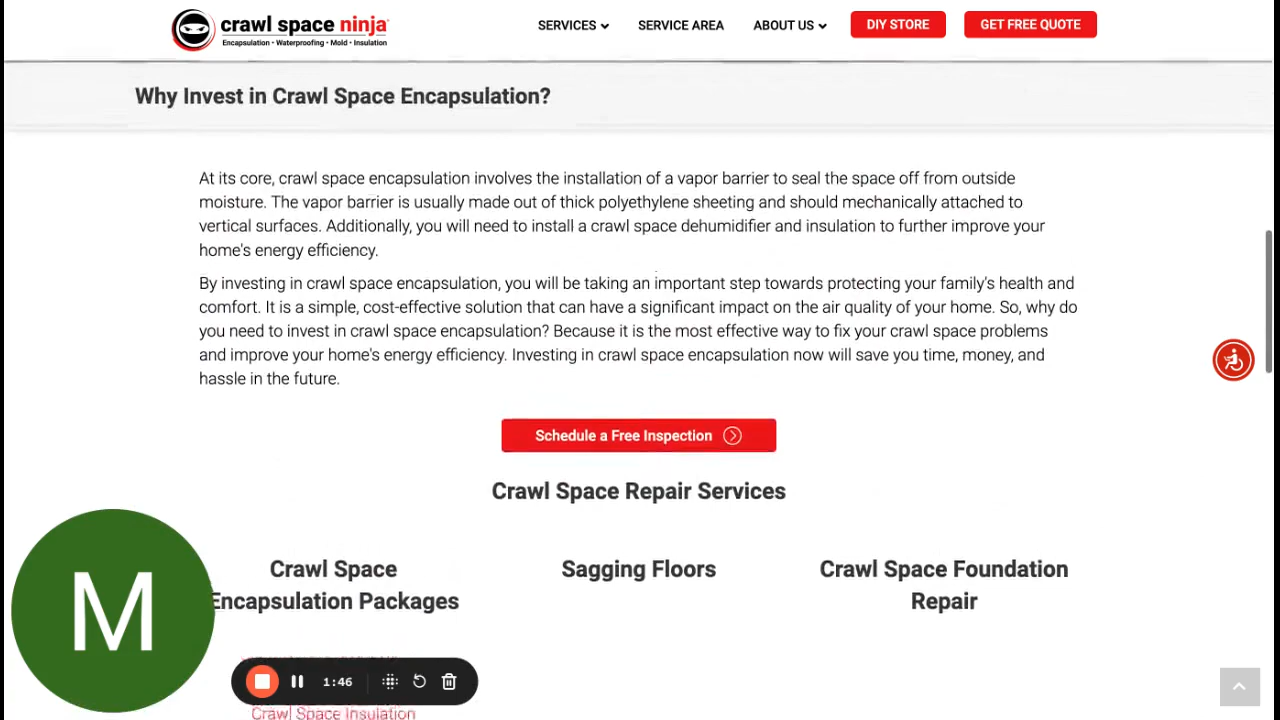 crawl space ninja
Encapsulation • Waterproofing • Mold • Insulation
SERVICES
SERVICE AREA
ABOUT US
DIY STORE
GET FREE QUOTE
Why Invest in Crawl Space Encapsulation?
At its core, crawl space encapsulation involves the installation of a vapor barrier to seal the space off from outside
moisture. The vapor barrier is usually made out of thick polyethylene sheeting and should mechanically attached to
vertical surfaces. Additionally, you will need to install a crawl space dehumidifier and insulation to further improve your
home's energy efficiency.
By investing in crawl space encapsulation, you will be taking an important step towards protecting your family's health and
comfort. It is a simple, cost-effective solution that can have a significant impact on the air quality of your home. So, why do
you need to invest in crawl space encapsulation? Because it is the most effective way to fix your crawl space problems
and improve your home's energy efficiency. Investing in crawl space encapsulation now will save you time, money, and
hassle in the future.
Schedule a Free Inspection
Crawl Space Repair Services
Crawl Space
Encapsulation Packages
Sagging Floors
Crawl Space Foundation
Repair
M
1:46
Crawl Space Insulation